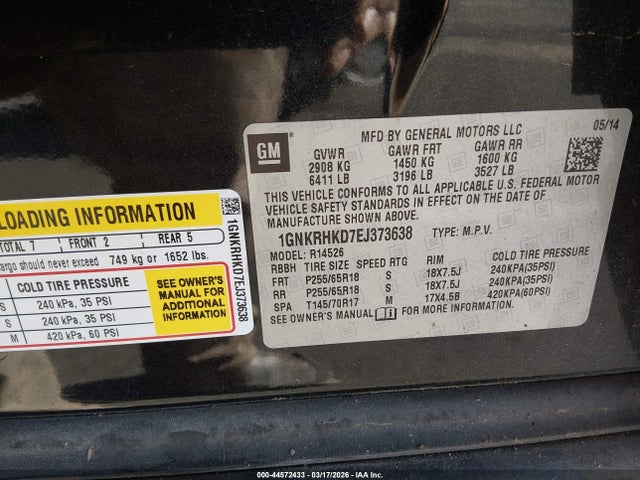 GM
®
MFD BY GENERAL MOTORS LLC
05/14
GVWR GAWR FRT GAWR RR
2908 KG 1450 KG 1600 KG
6411 LB 3196 LB 3527 LB
THIS VEHICLE CONFORMS TO ALL APPLICABLE U.S. FEDERAL MOTOR
VEHICLE SAFETY STANDARDS IN EFFECT ON THE DATE OF
MANUFACTURE SHOWN ABOVE.
1GNKRHKD7EJ373638 TYPE: M.P.V.
MODEL: R14526
RBBH TIRE SIZE SPEED RTG RIM COLD TIRE PRESSURE
FRT P255/65R18 S 18X7.5J 240KPA(35PSI)
RR P255/65R18 S 18X7.5J 240KPA(35PSI)
SPA T145/70R17 M 17X4.5B 420KPA(60PSI)
SEE OWNER'S MANUAL FOR MORE INFORMATION.
LOADING INFORMATION
TOTAL 7 FRONT 2 REAR 5
cargo should never exceed 749 kg or 1652 lbs.
COLD TIRE PRESSURE
S 240 kPa, 35 PSI
S 240 kPa, 35 PSI
M 420 kPa, 60 PSI
SEE OWNER'S
MANUAL FOR
ADDITIONAL
INFORMATION
1GNKRHKD7EJ373638
000-44572433 - 03/17/2026 - IAA Inc.